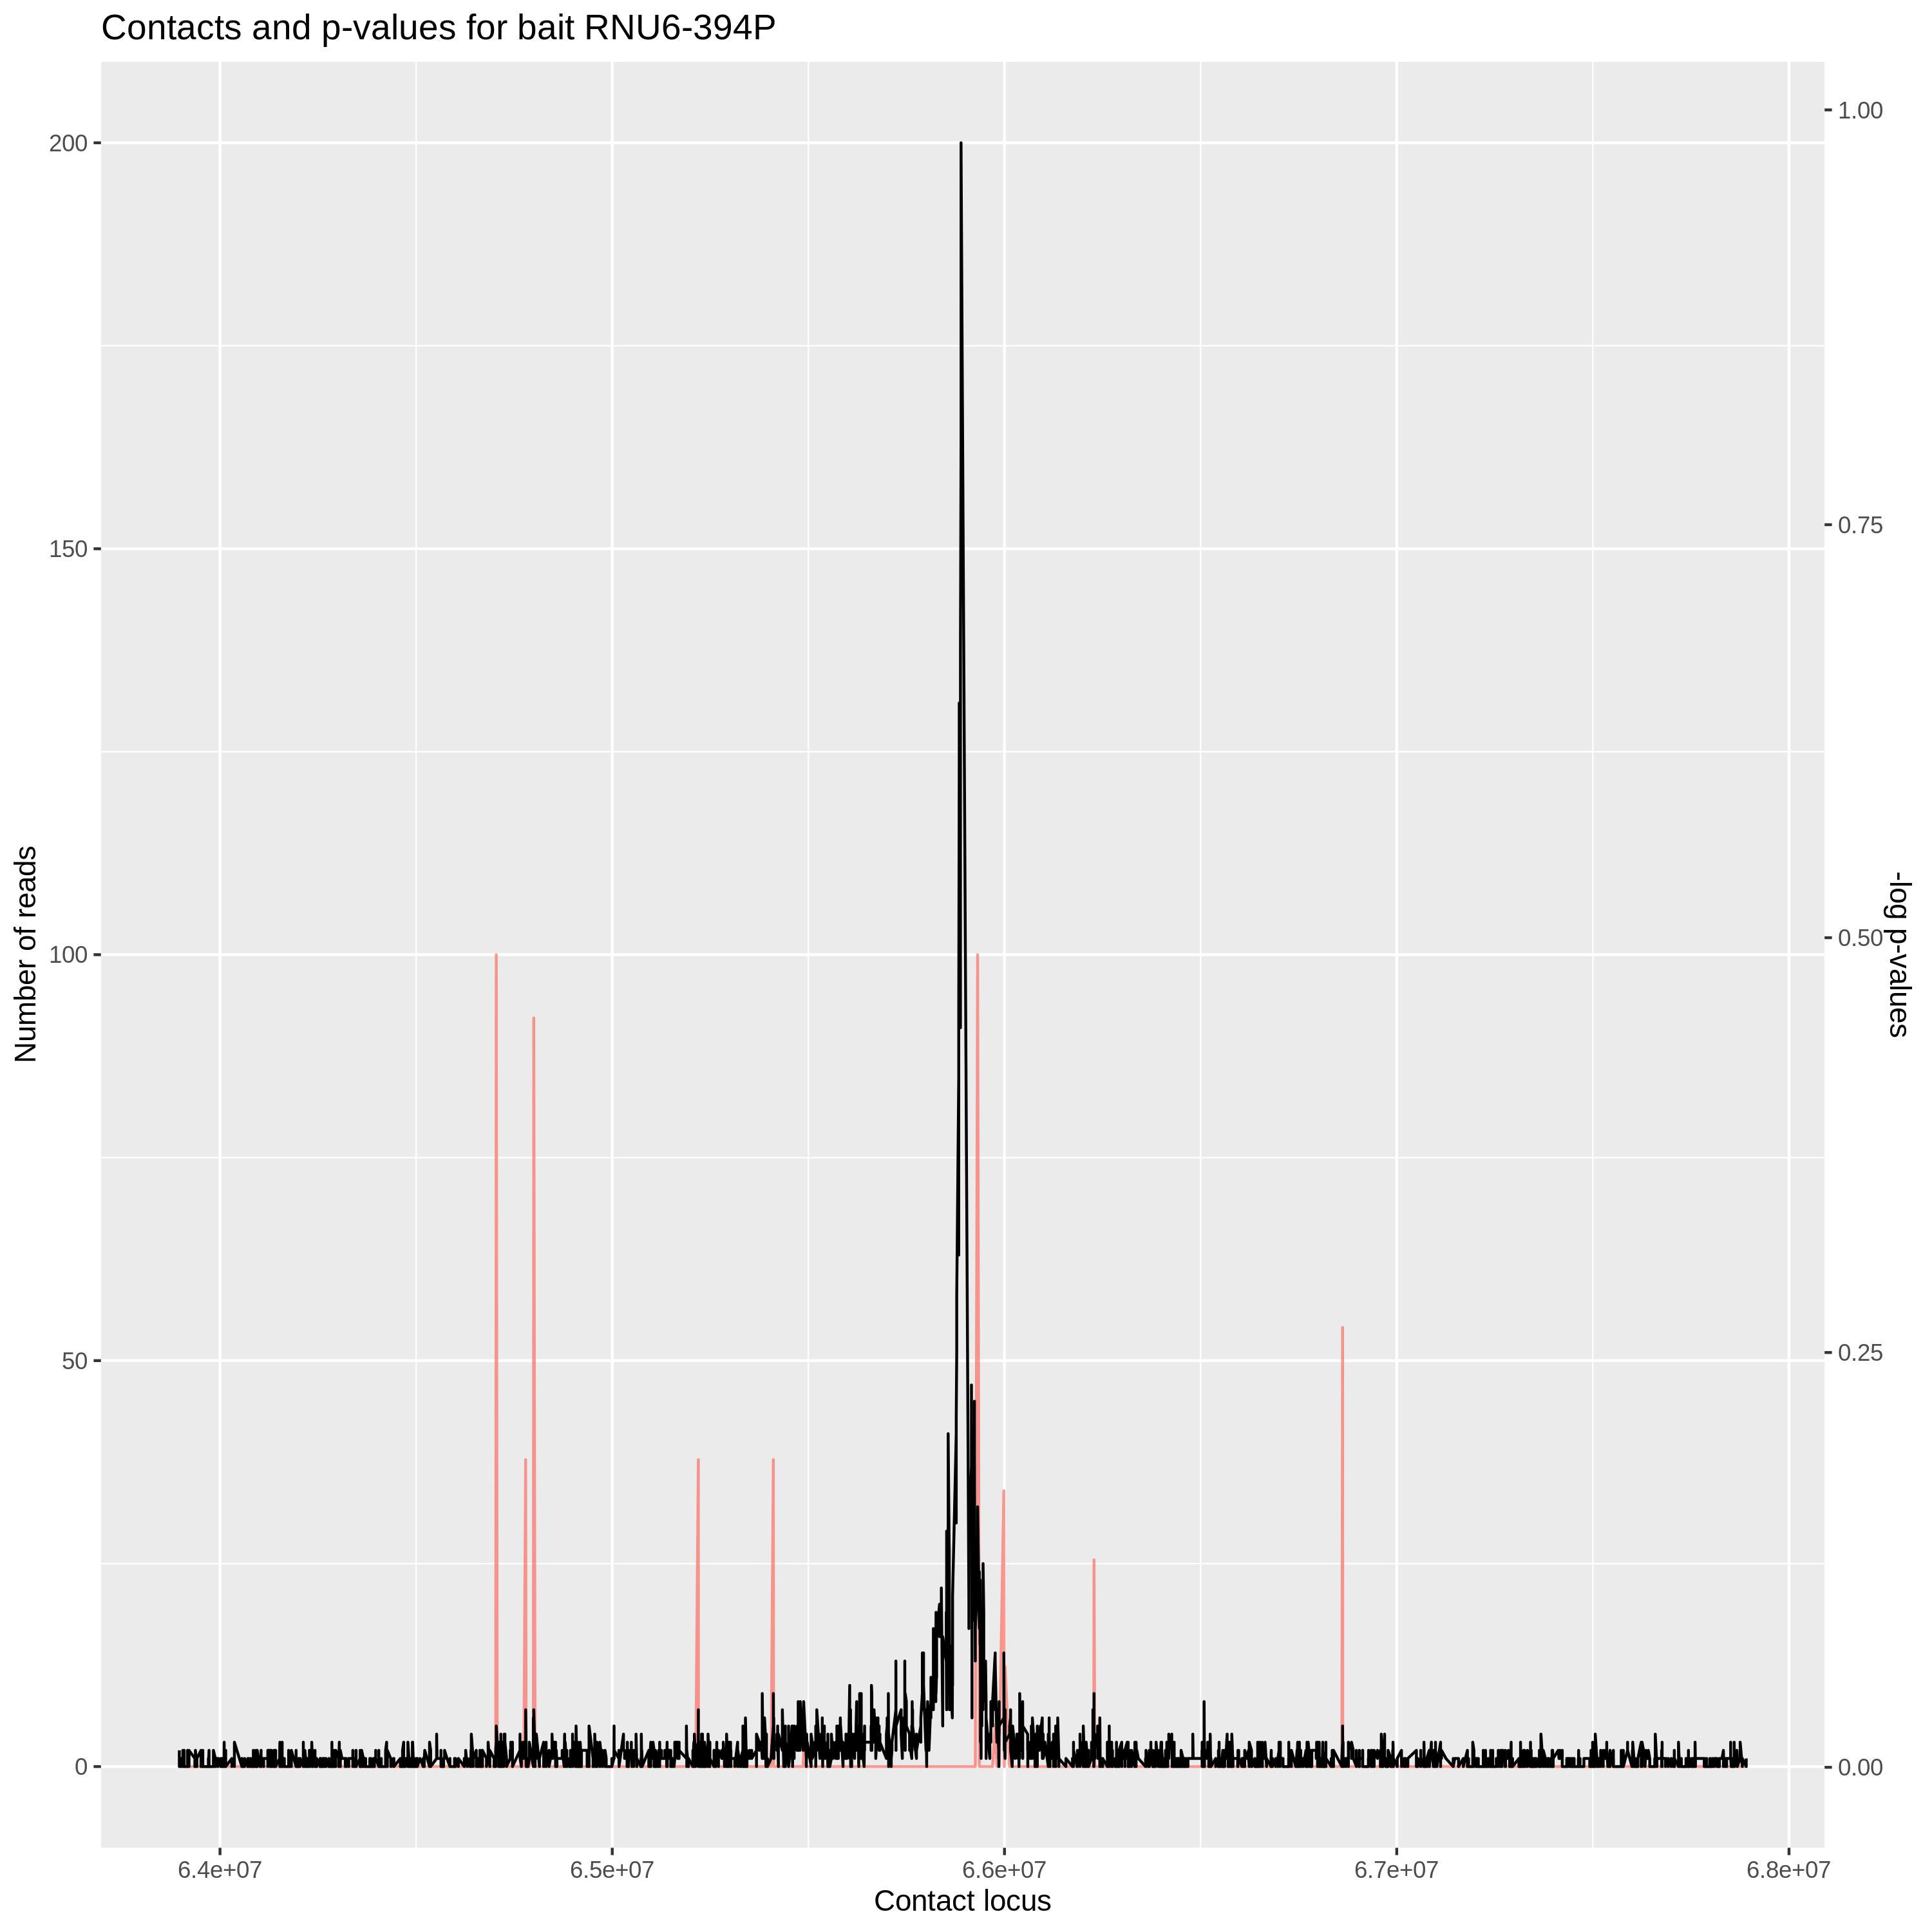 Contacts and p-values for bait RNU6-394P
200
150
100
50
0
Number of reads
1.00
0.75
0.50
0.25
0.00
-log p-values
6.4e+07
6.5e+07
6.6e+07
6.7e+07
6.8e+07
Contact locus